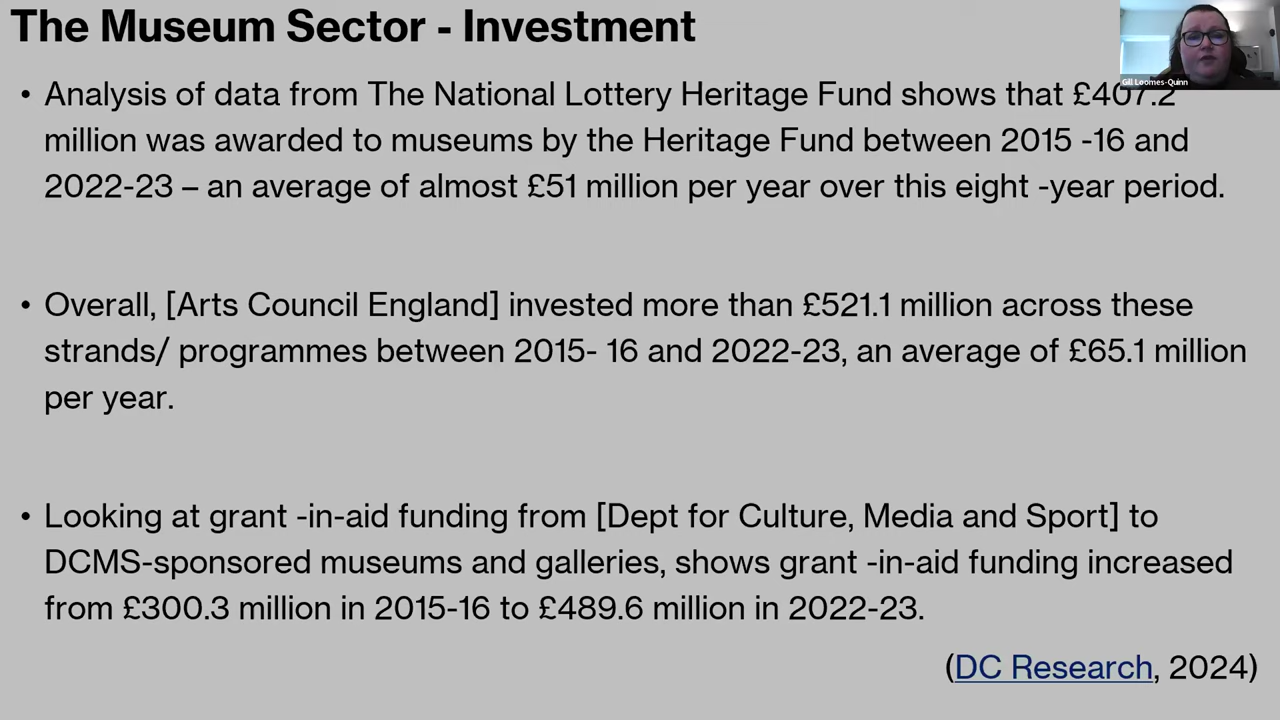 The Museum Sector - Investment
Gill Loomes-Quinn
• Analysis of data from The National Lottery Heritage Fund shows that £407.2
million was awarded to museums by the Heritage Fund between 2015 -16 and
2022-23 – an average of almost £51 million per year over this eight -year period.
• Overall, [Arts Council England] invested more than £521.1 million across these
strands/ programmes between 2015- 16 and 2022-23, an average of £65.1 million
per year.
• Looking at grant -in-aid funding from [Dept for Culture, Media and Sport] to
DCMS-sponsored museums and galleries, shows grant -in-aid funding increased
from £300.3 million in 2015-16 to £489.6 million in 2022-23.
(DC Research, 2024)